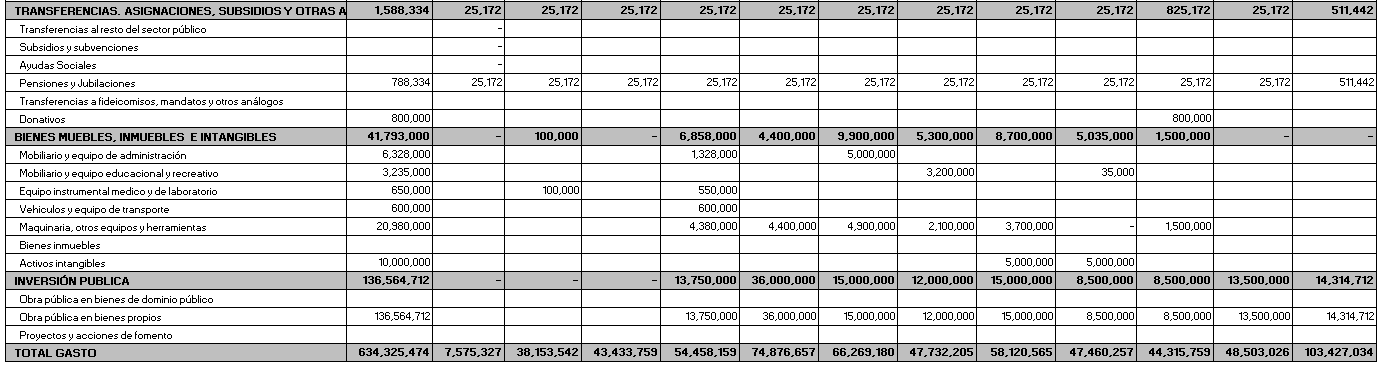 TRANSFERENCIAS. ASIGNACIONES, SUBSIDIOS Y OTRAS A 1,588,334 25,172 25,172 25,172 25,172 25,172 25,172 25,172 25,172 25,172 825,172 25,172 511,442
Transferencias al resto del sector público -
Subsidios y subvenciones -
Ayudas Sociales -
Pensiones y Jubilaciones 788,334 25,172 25,172 25,172 25,172 25,172 25,172 25,172 25,172 25,172 25,172 25,172 511,442
Transferencias a fideicomisos, mandatos y otros análogos
Donativos 800,000 800,000
BIENES MUEBLES, INMUEBLES E INTANGIBLES 41,793,000 - 100,000 - 6,858,000 4,400,000 9,900,000 5,300,000 8,700,000 5,035,000 1,500,000 - -
Mobiliario y equipo de administración 6,328,000 1,328,000 5,000,000
Mobiliario y equipo educacional y recreativo 3,235,000 3,200,000 35,000
Equipo instrumental medico y de laboratorio 650,000 100,000 550,000
Vehiculos y equipo de transporte 600,000 600,000
Maquinaria, otros equipos y herramientas 20,980,000 4,380,000 4,400,000 4,900,000 2,100,000 3,700,000 - 1,500,000
Bienes inmuebles
Activos intangibles 10,000,000 5,000,000 5,000,000
INVERSIÓN PUBLICA 136,564,712 - - - 13,750,000 36,000,000 15,000,000 12,000,000 15,000,000 8,500,000 8,500,000 13,500,000 14,314,712
Obra pública en bienes de dominio público
Obra pública en bienes propios 136,564,712 13,750,000 36,000,000 15,000,000 12,000,000 15,000,000 8,500,000 8,500,000 13,500,000 14,314,712
Proyectos y acciones de fomento
TOTAL GASTO 634,325,474 7,575,327 38,153,542 43,433,759 54,458,159 74,876,657 66,269,180 47,732,205 58,120,565 47,460,257 44,315,759 48,503,026 103,427,034